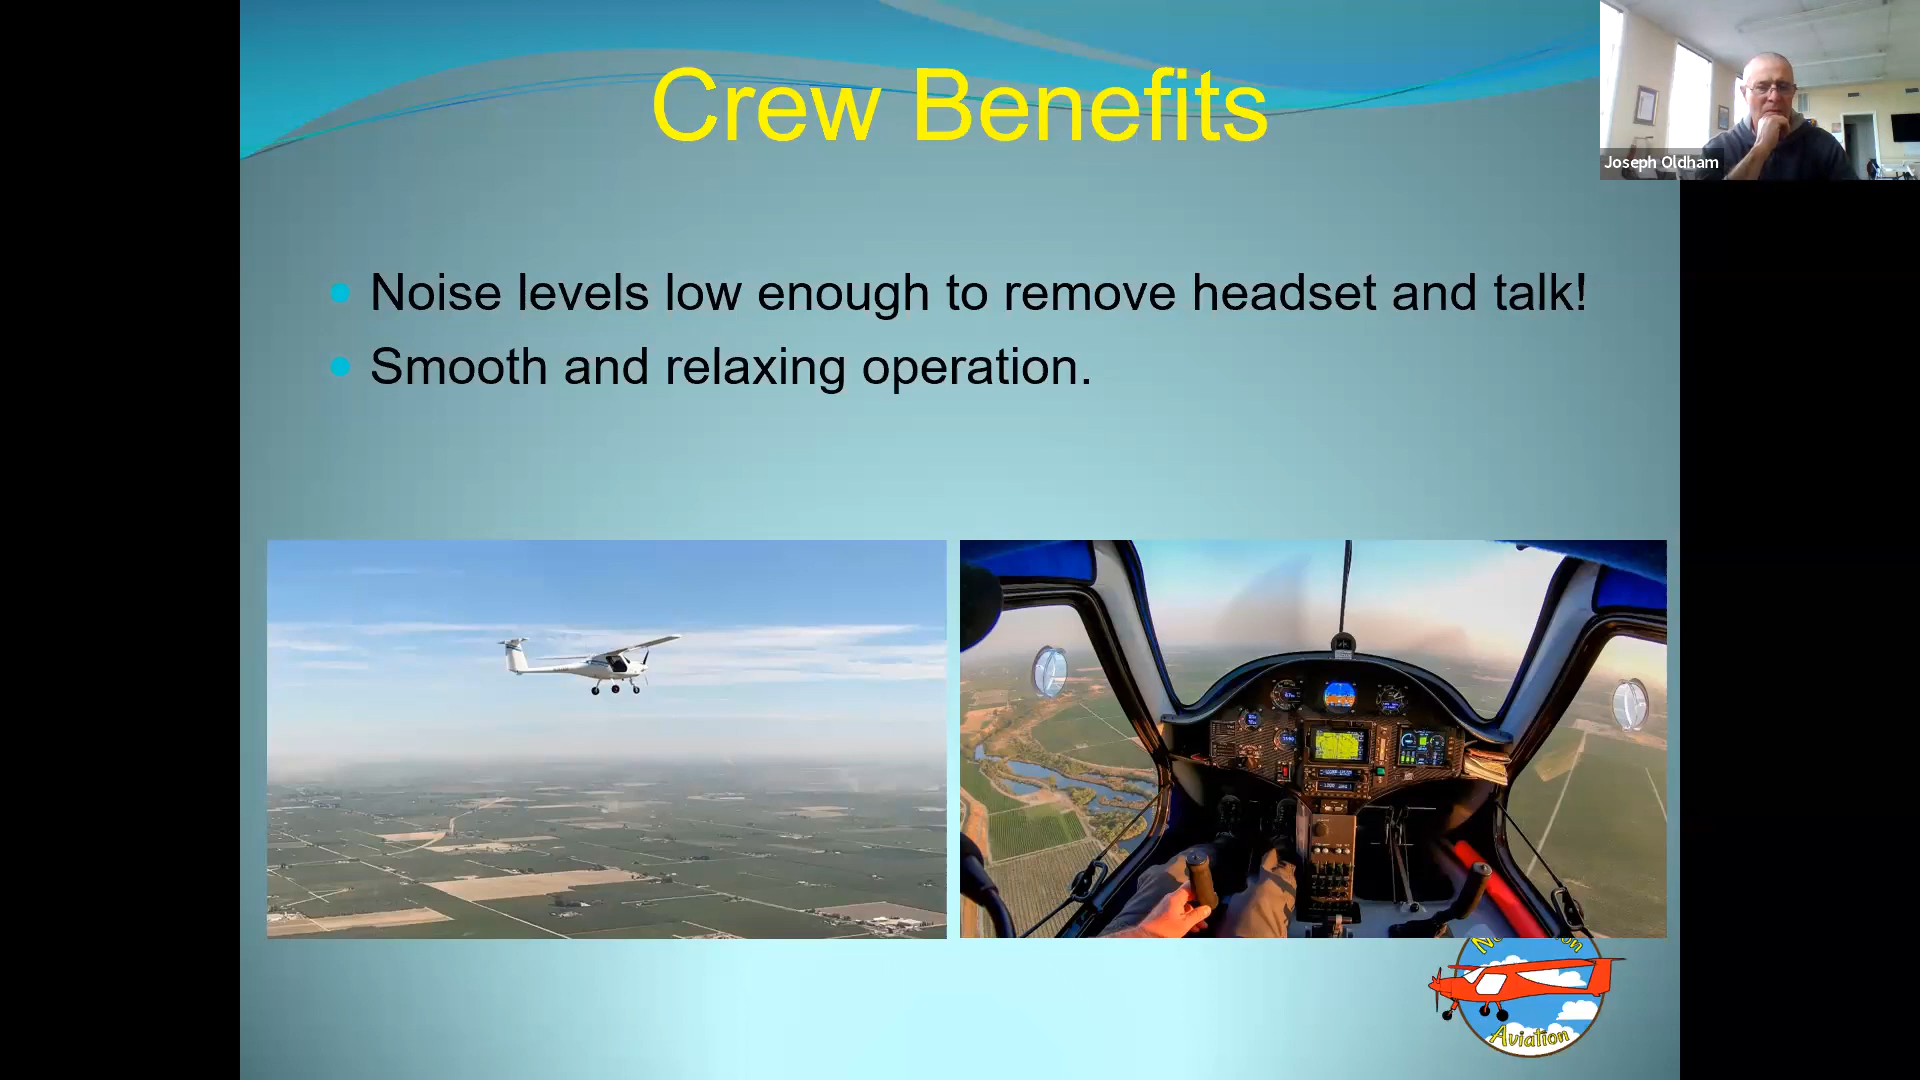 Crew Benefits
Joseph Oldham
Noise levels low enough to remove headset and talk!
Smooth and relaxing operation.
Aviation